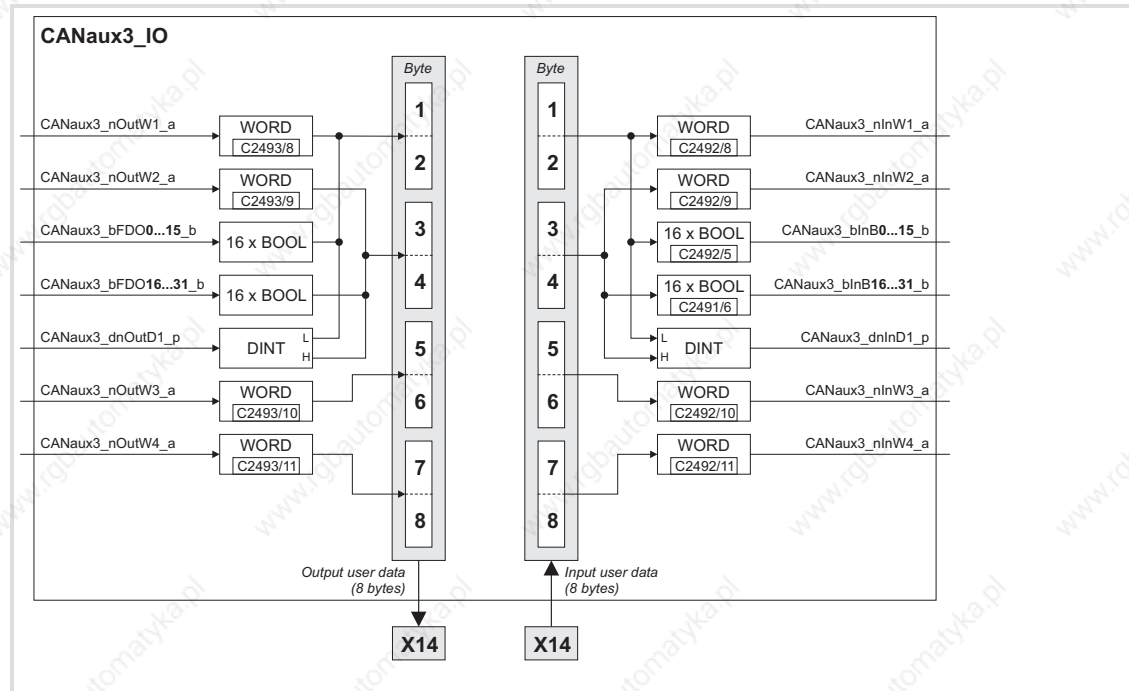 CANaux3_IO
Byte
1
2
3
4
5
6
7
8
CANaux3_nOutW1_a
WORD
C2493/8
CANaux3_nOutW2_a
WORD
C2493/9
CANaux3_bFDO0...15_b
16 x BOOL
CANaux3_bFDO16...31_b
16 x BOOL
CANaux3_dnOutD1_p
DINT
L
H
CANaux3_nOutW3_a
WORD
C2493/10
CANaux3_nOutW4_a
WORD
C2493/11
Output user data
(8 bytes)
X14
Byte
1
2
3
4
5
6
7
8
WORD
C2492/8
CANaux3_nInW1_a
WORD
C2492/9
CANaux3_nInW2_a
16 x BOOL
C2492/5
CANaux3_bInB0...15_b
16 x BOOL
C2491/6
CANaux3_bInB16...31_b
L
H
DINT
CANaux3_dnInD1_p
WORD
C2492/10
CANaux3_nInW3_a
WORD
C2492/11
CANaux3_nInW4_a
Input user data
(8 bytes)
X14
www.rgbautomatyka.pl